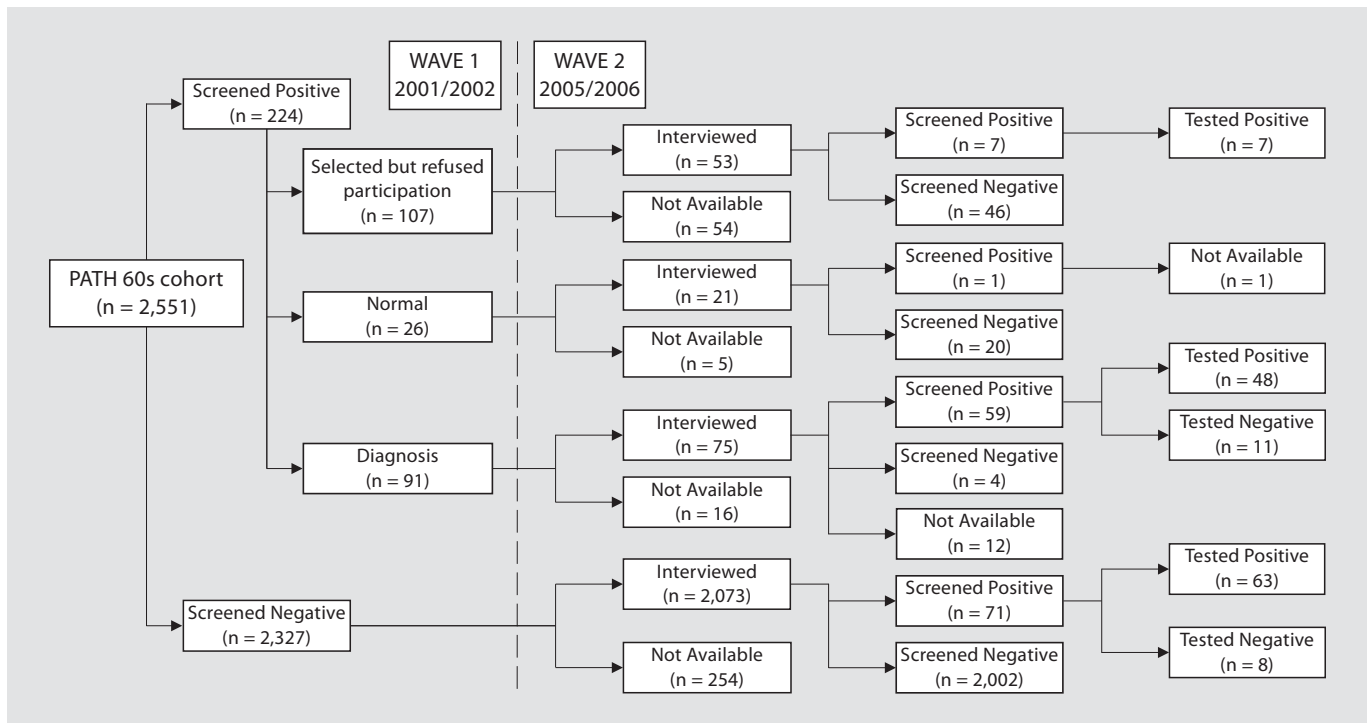 WAVE 1
2001/2002
WAVE 2
2005/2006
PATH 60s cohort
(n = 2,551)
Screened Positive
(n = 224)
Selected but refused
participation
(n = 107)
Normal
(n = 26)
Diagnosis
(n = 91)
Screened Negative
(n = 2,327)
Interviewed
(n = 53)
Not Available
(n = 54)
Interviewed
(n = 21)
Not Available
(n = 5)
Interviewed
(n = 75)
Not Available
(n = 16)
Interviewed
(n = 2,073)
Not Available
(n = 254)
Screened Positive
(n = 7)
Screened Negative
(n = 46)
Screened Positive
(n = 1)
Screened Negative
(n = 20)
Screened Positive
(n = 59)
Screened Negative
(n = 4)
Not Available
(n = 12)
Screened Positive
(n = 71)
Screened Negative
(n = 2,002)
Tested Positive
(n = 7)
Not Available
(n = 1)
Tested Positive
(n = 48)
Tested Negative
(n = 11)
Tested Positive
(n = 63)
Tested Negative
(n = 8)